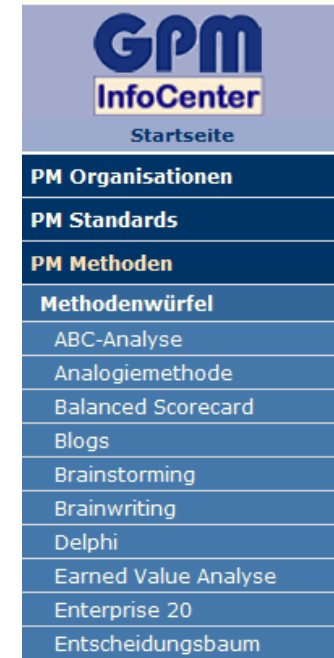 GPM
InfoCenter
Startseite
PM Organisationen
PM Standards
PM Methoden
Methodenwürfel
ABC-Analyse
Analogiemethode
Balanced Scorecard
Blogs
Brainstorming
Brainwriting
Delphi
Earned Value Analyse
Enterprise 20
Entscheidungsbaum